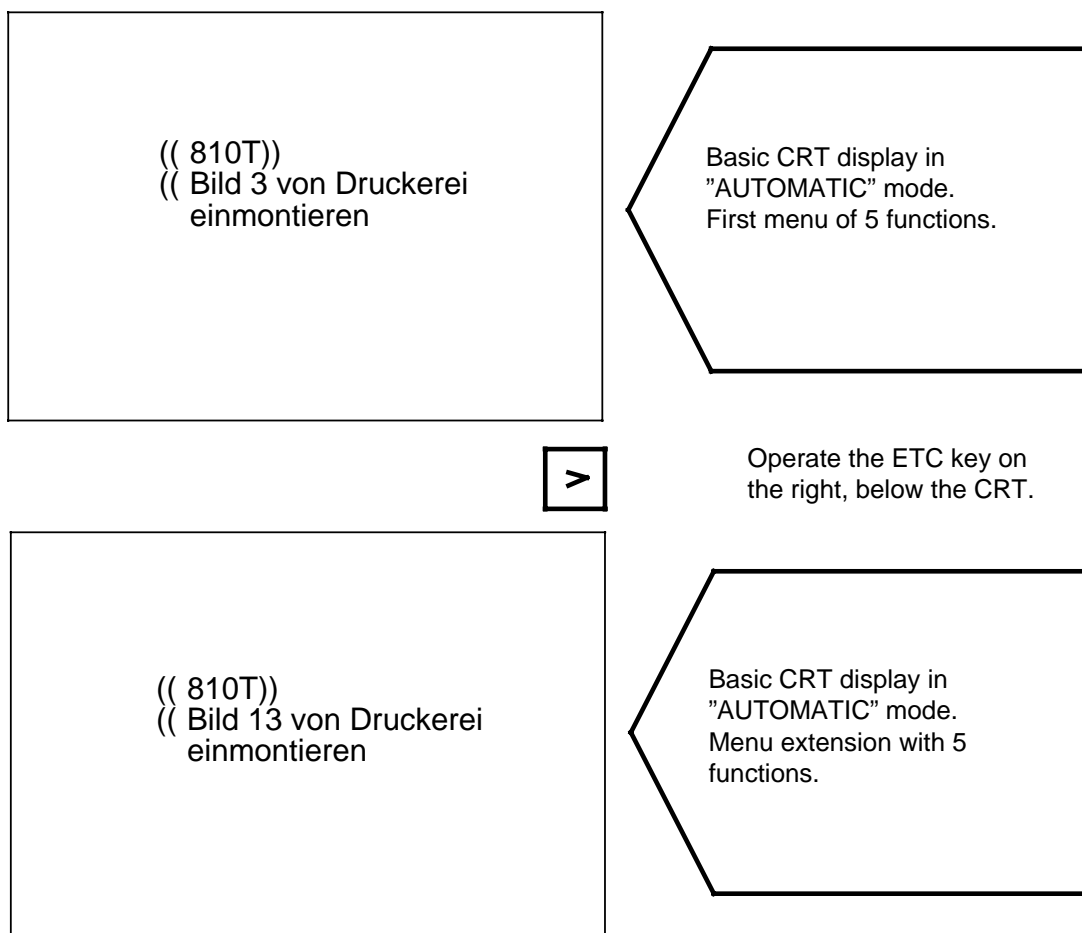 (( 810T))
(( Bild 3 von Druckerei
einmontieren
Basic CRT display in
”AUTOMATIC” mode.
First menu of 5 functions.
>
Operate the ETC key on
the right, below the CRT.
(( 810T))
(( Bild 13 von Druckerei
einmontieren
Basic CRT display in
”AUTOMATIC” mode.
Menu extension with 5
functions.